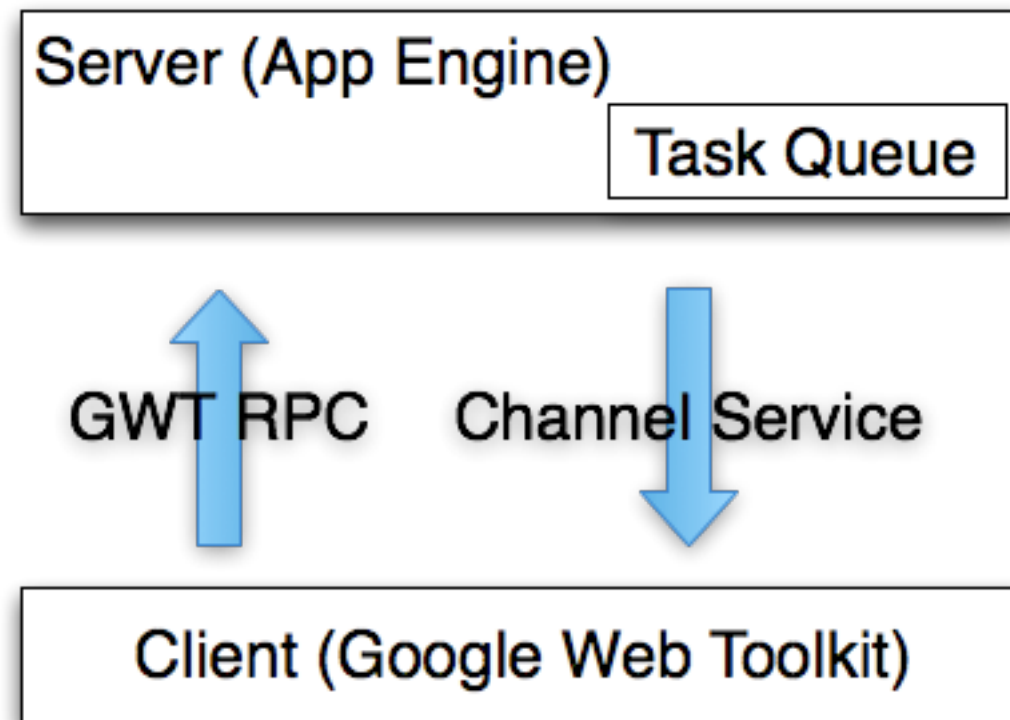 Server (App Engine)
Task Queue
GWT RPC
Channel Service
Client (Google Web Toolkit)